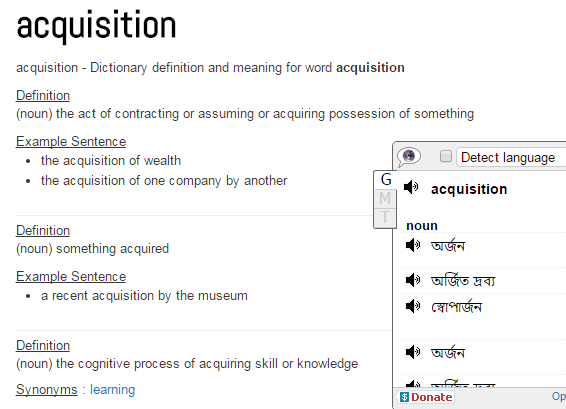 acquisition
acquisition - Dictionary definition and meaning for word acquisition
Definition
(noun) the act of contracting or assuming or acquiring possession of something
Example Sentence
the acquisition of wealth
the acquisition of one company by another
Definition
(noun) something acquired
Example Sentence
a recent acquisition by the museum
Definition
(noun) the cognitive process of acquiring skill or knowledge
Synonyms : learning
Detect language
G
M
T
acquisition
noun
অর্জন
অর্জিত দ্রব্য
স্বোপার্জন
অর্জন
Donate
Op